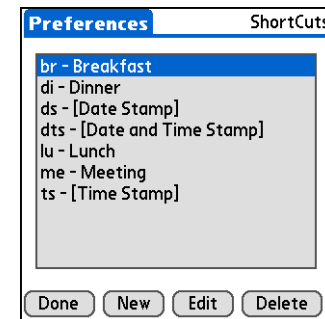 Preferences ShortCuts
br - Breakfast
di - Dinner
ds - [Date Stamp]
dts - [Date and Time Stamp]
lu - Lunch
me - Meeting
ts - [Time Stamp]
Done New Edit Delete